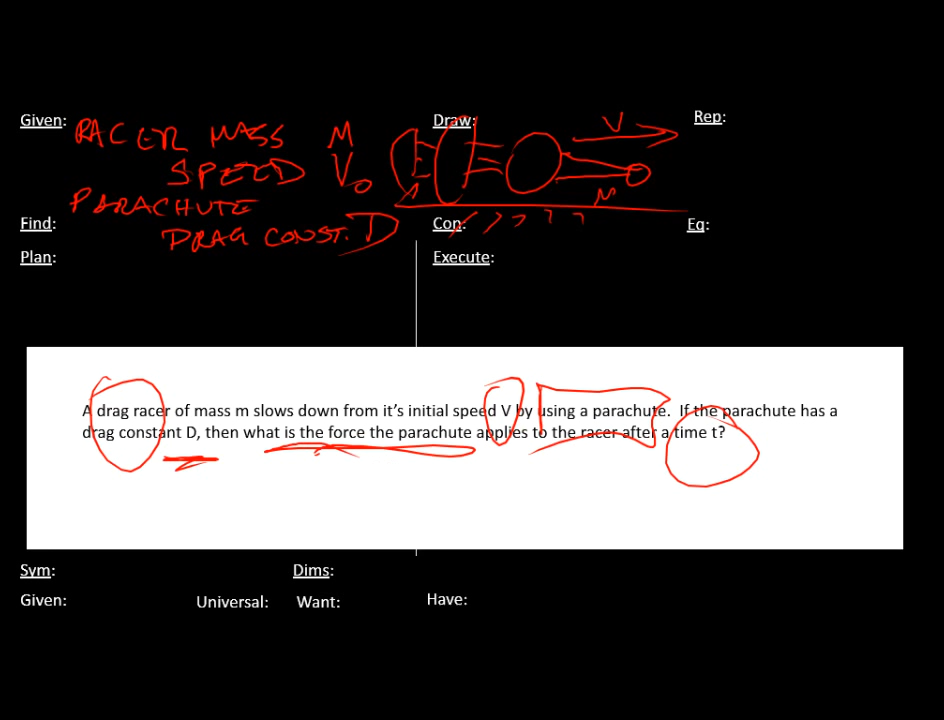 Given: RACER MASS M
Draw:
V
Rep:
SPEED V0
M
PARACHUTE
Find:
DRAG CONST. D
Con:
Eq:
Plan:
Execute:
A drag racer of mass m slows down from it's initial speed V by using a parachute. If the parachute has a
drag constant D, then what is the force the parachute applies to the racer after a time t?
Sym:
Dims:
Given:
Universal:
Want:
Have: